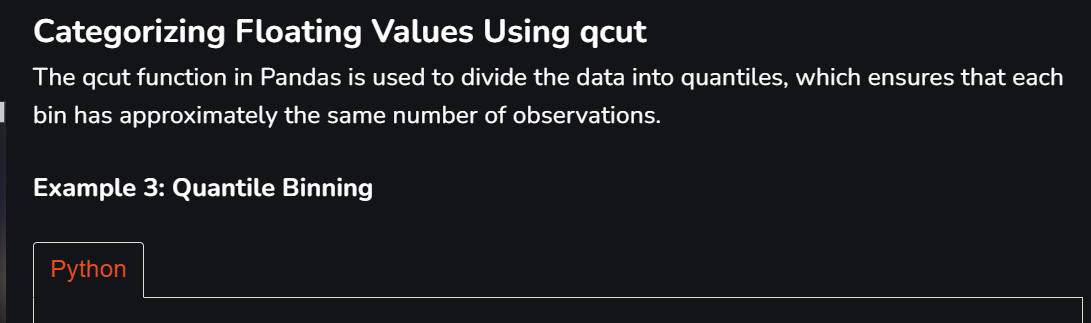 Categorizing Floating Values Using qcut
The qcut function in Pandas is used to divide the data into quantiles, which ensures that each
bin has approximately the same number of observations.
Example 3: Quantile Binning
Python